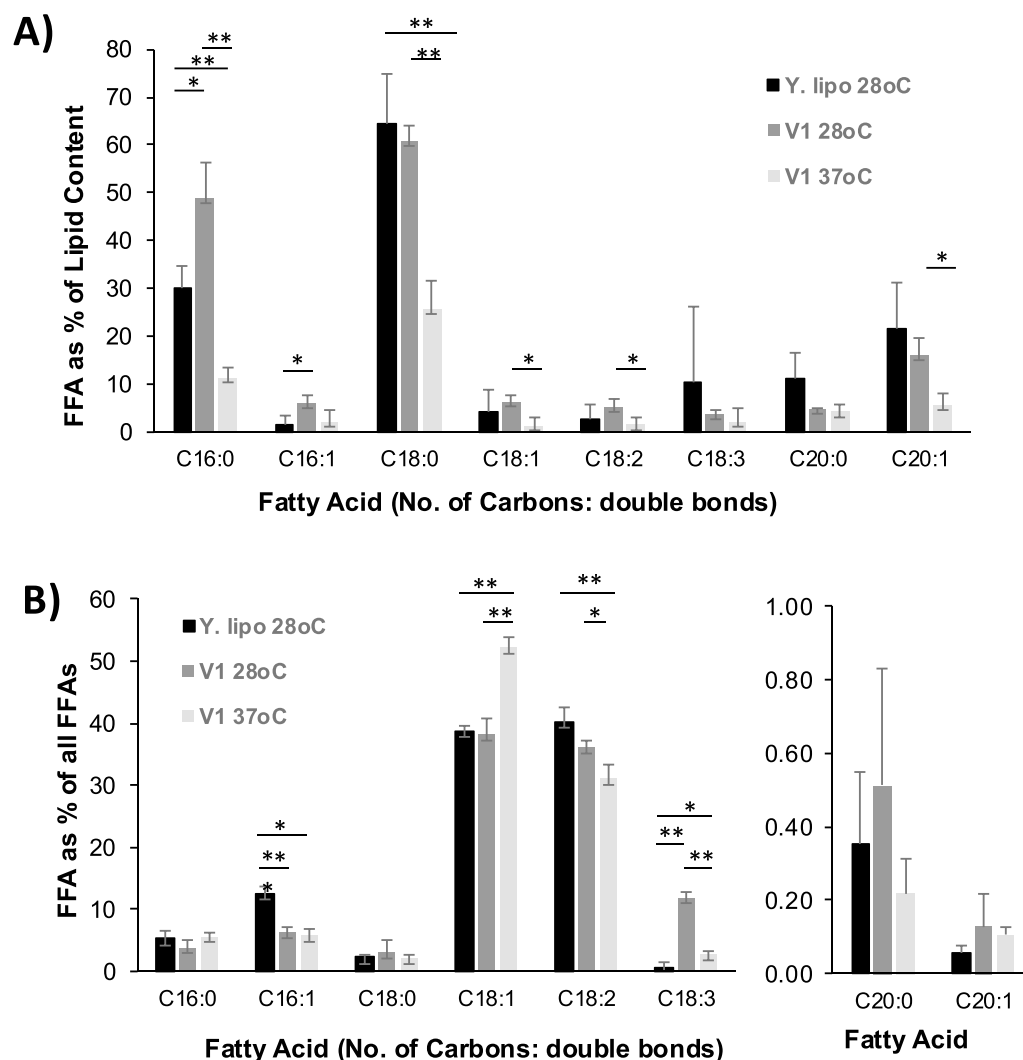 A)
FFA as % of Lipid Content
80
70
60
50
40
30
20
10
0
**
**
*
*
**
**
*
*
*
Y. lipo 28oC
V1 28oC
V1 37oC
C16:0 C16:1 C18:0 C18:1 C18:2 C18:3 C20:0 C20:1
Fatty Acid (No. of Carbons: double bonds)
B)
FFA as % of all FFAs
60
50
40
30
20
10
0
Y. lipo 28oC
V1 28oC
V1 37oC
*
**
*
**
**
**
*
*
**
**
C16:0 C16:1 C18:0 C18:1 C18:2 C18:3
Fatty Acid (No. of Carbons: double bonds)
1.00
0.80
0.60
0.40
0.20
0.00
C20:0 C20:1
Fatty Acid